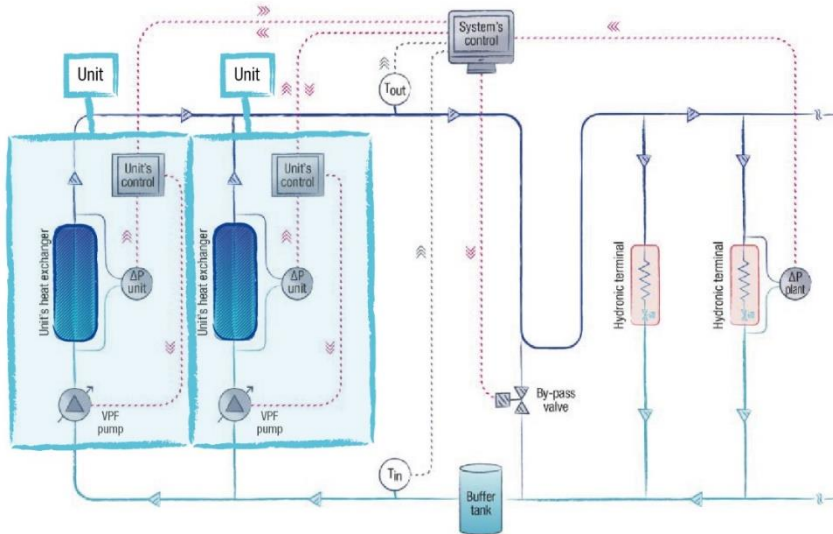 System's
control
Unit
Unit
Tout
Unit's
control
Unit's
control
Unit's heat exchanger
ΔP
unit
Unit's heat exchanger
ΔP
unit
Hydronic terminal
Hydronic terminal
ΔP
plant
VPF
pump
VPF
pump
By-pass
valve
Tin
Buffer
tank